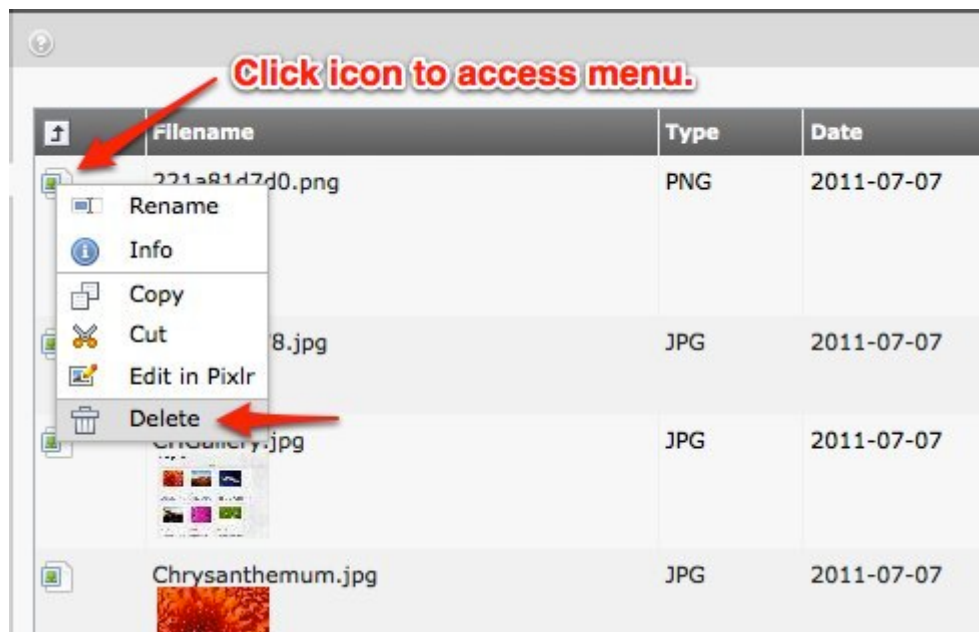 Click icon to access menu.
Filename Type Date
221a81d7d0.png PNG 2011-07-07
Rename
Info
Copy
Cut
8.jpg JPG 2011-07-07
Edit in Pixlr
Delete
CHGallery.jpg JPG 2011-07-07
Chrysanthemum.jpg JPG 2011-07-07